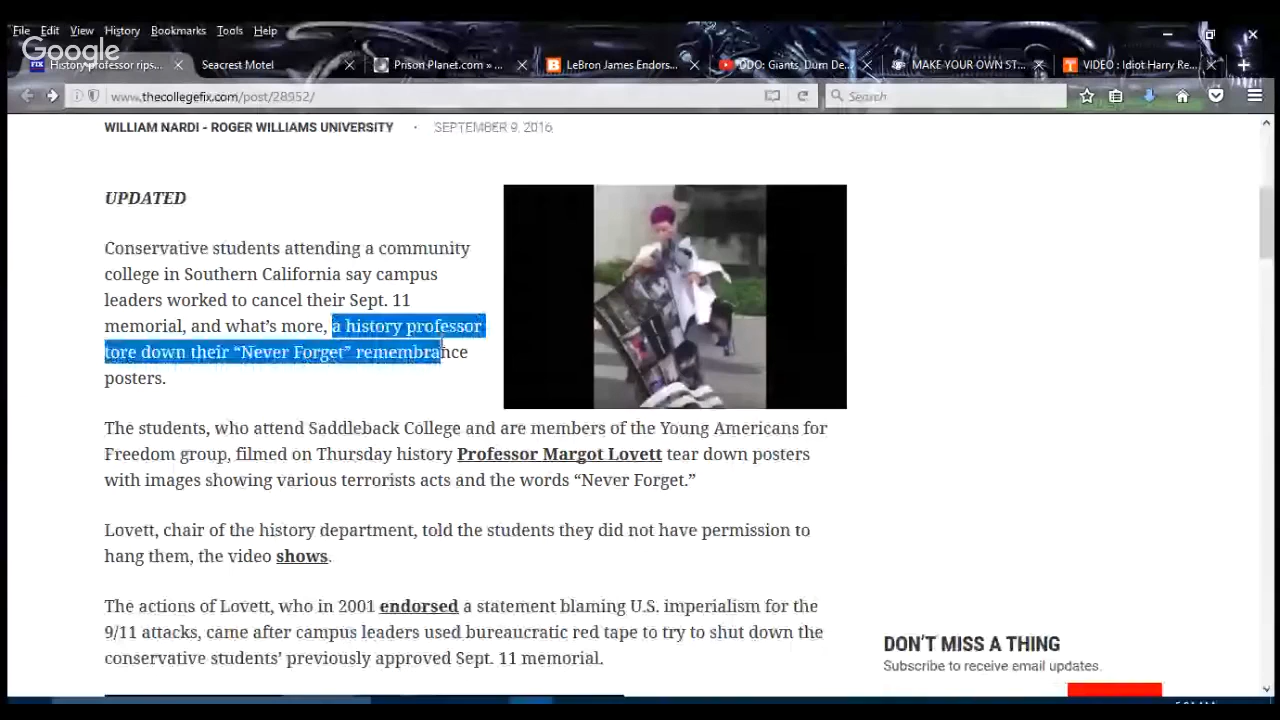 File Edit View History Bookmarks Tools Help
Google
History professor rips... Seacrest Motel Prison Planet.com » ... LeBron James Endors... DDO: Giants, Dum De... MAKE YOUR OWN ST... VIDEO : Idiot Harry Re...
www.thecollegefix.com/post/28952/ Search
WILLIAM NARDI - ROGER WILLIAMS UNIVERSITY · SEPTEMBER 9, 2016
UPDATED
Conservative students attending a community
college in Southern California say campus
leaders worked to cancel their Sept. 11
memorial, and what’s more, a history professor
tore down their “Never Forget” remembrance
posters.
The students, who attend Saddleback College and are members of the Young Americans for
Freedom group, filmed on Thursday history Professor Margot Lovett tear down posters
with images showing various terrorists acts and the words “Never Forget.”
Lovett, chair of the history department, told the students they did not have permission to
hang them, the video shows.
The actions of Lovett, who in 2001 endorsed a statement blaming U.S. imperialism for the
9/11 attacks, came after campus leaders used bureaucratic red tape to try to shut down the
conservative students’ previously approved Sept. 11 memorial.
DON’T MISS A THING
Subscribe to receive email updates.